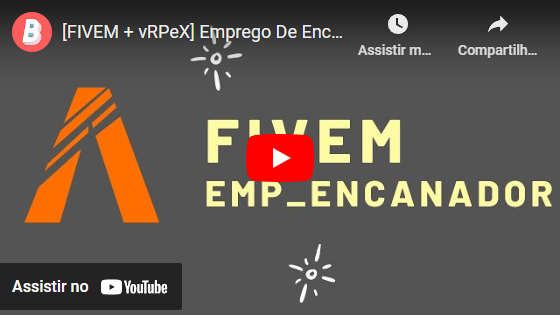 B
[FIVEM + vRPeX] Emprego De Enc...
Assistir m...
Compartilh...
FIVEM
EMP_ENCANADOR
Assistir no YouTube